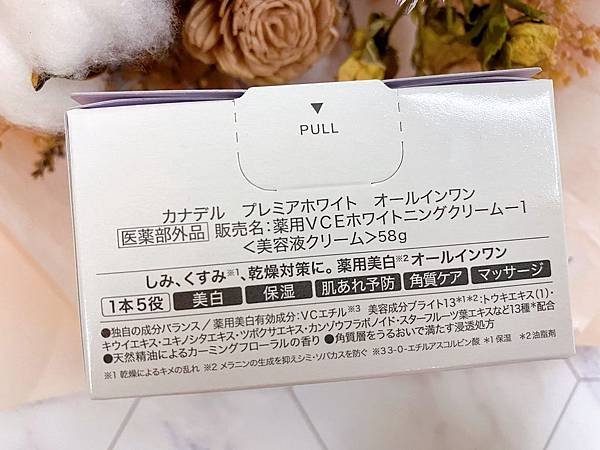 PULL
カナデル プレミアホワイト オールインワン
医薬部外品 販売名:薬用VCEホワイトニングクリームー1
<美容液クリーム>58g
しみ、くすみ※1、乾燥対策に。薬用美白※2オールインワン
1本5役 美白 保湿 肌あれ予防 角質ケア マッサージ
●独自の成分バランス/薬用美白有効成分:VCエチル※3 美容成分ブライト13*1*2:トウキエキス(1)・
キウイエキス・ユキノシタエキス・ツボクサエキス・カンゾウフラボノイド・スターフルーツ葉エキスなど13種*配合
●天然精油によるカーミングフローラルの香り ●角質層をうるおいで満たす浸透処方
※1 乾燥によるキメの乱れ ※2 メラニンの生成を抑えシミ・ソバカスを防ぐ ※3 3-O-エチルアスコルビン酸 *1 保湿 *2 油脂剤